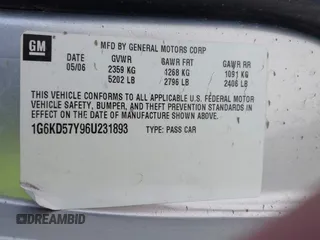 GM
MFD BY GENERAL MOTORS CORP
DATE GVWR GAWR FRT GAWR RR
05/06 2359 KG 1268 KG 1091 KG
5202 LB 2796 LB 2406 LB
THIS VEHICLE CONFORMS TO ALL APPLICABLE U.S. FEDERAL MOTOR
VEHICLE SAFETY, BUMPER, AND THEFT PREVENTION STANDARDS
IN EFFECT ON THE DATE OF MANUFACTURE SHOWN ABOVE.
1G6KD57Y96U231893 TYPE: PASS CAR
DREAMBID